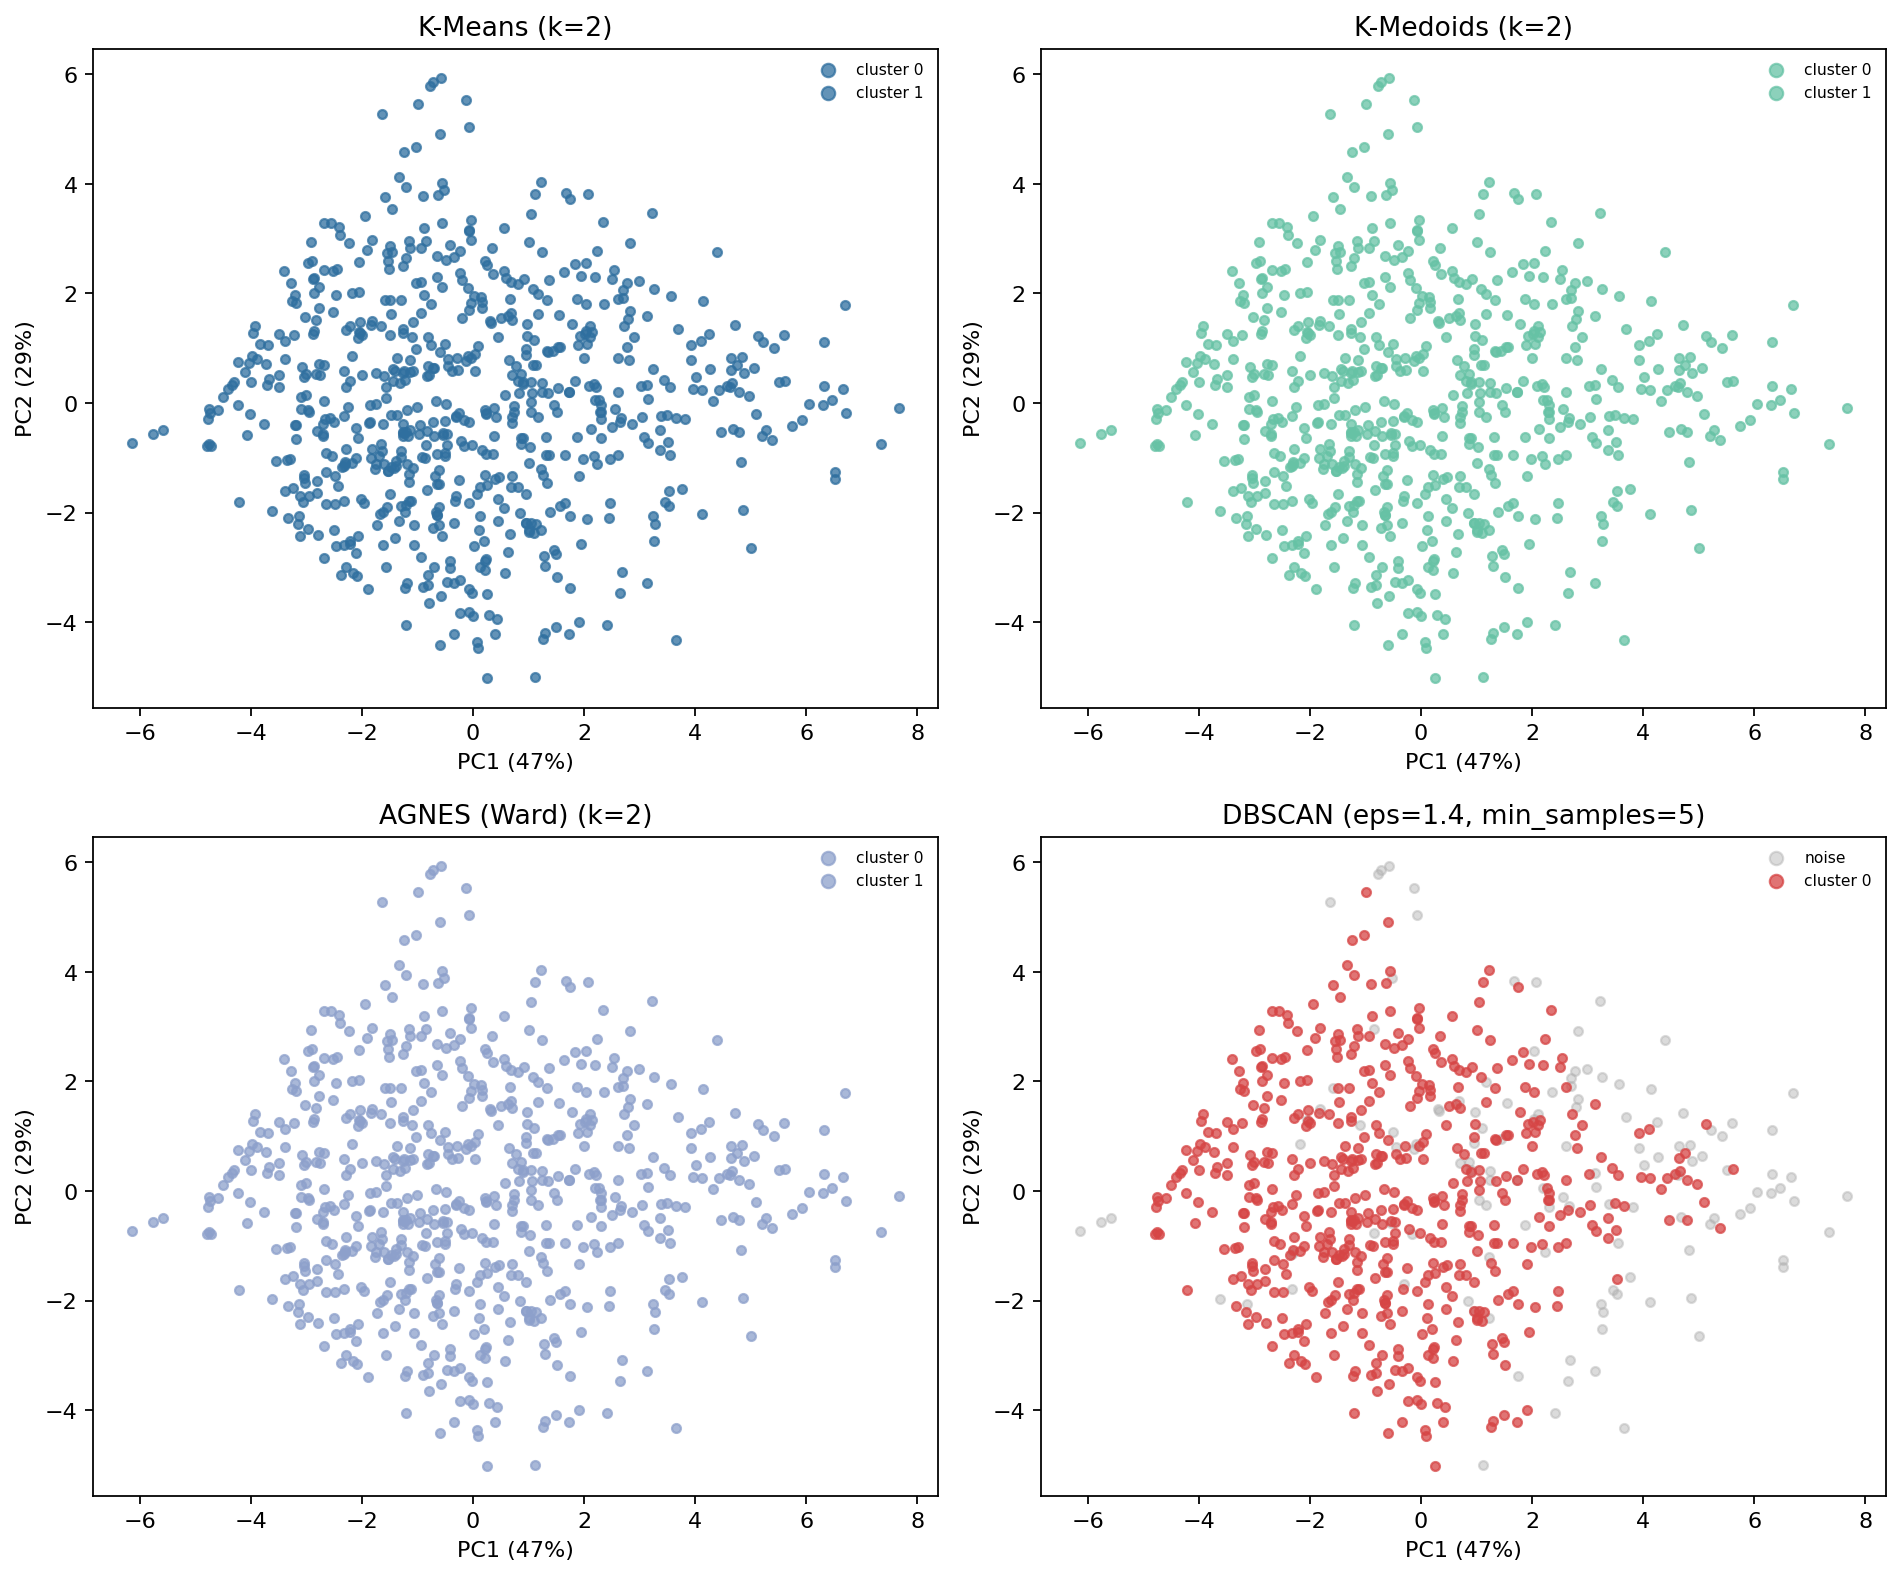 K-Means (k=2)
cluster 0
cluster 1
6
4
2
0
−2
−4
PC2 (29%)
−6
−4
−2
0
2
4
6
8
PC1 (47%)
K-Medoids (k=2)
cluster 0
cluster 1
6
4
2
0
−2
−4
PC2 (29%)
−6
−4
−2
0
2
4
6
8
PC1 (47%)
AGNES (Ward) (k=2)
cluster 0
cluster 1
6
4
2
0
−2
−4
PC2 (29%)
−6
−4
−2
0
2
4
6
8
PC1 (47%)
DBSCAN (eps=1.4, min_samples=5)
noise
cluster 0
6
4
2
0
−2
−4
PC2 (29%)
−6
−4
−2
0
2
4
6
8
PC1 (47%)